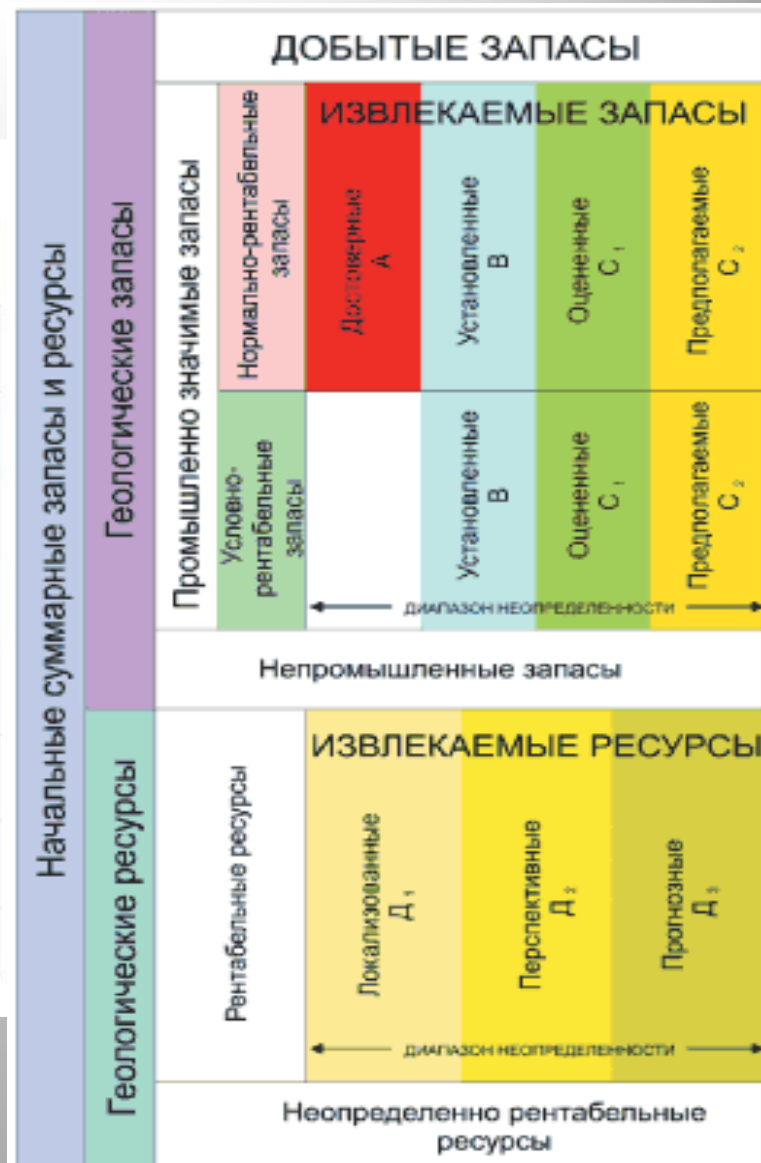 Начальные суммарные запасы и ресурсы
Геологические запасы
ДОБЫТЫЕ ЗАПАСЫ
Промышленно значимые запасы
Нормально-рентабельные
запасы
ИЗВЛЕКАЕМЫЕ ЗАПАСЫ
Достоверные
А
Установленные
В
Оцененные
С₁
Предполагаемые
С₂
Условно-
рентабельные
запасы
Установленные
В
Оцененные
С₁
Предполагаемые
С₂
ДИАПАЗОН НЕОПРЕДЕЛЕННОСТИ
Непромышленные запасы
Геологические ресурсы
Рентабельные ресурсы
ИЗВЛЕКАЕМЫЕ РЕСУРСЫ
Локализованные
Д₁
Перспективные
Д₂
Прогнозные
Д₃
ДИАПАЗОН НЕОПРЕДЕЛЕННОСТИ
Неопределенно рентабельные
ресурсы